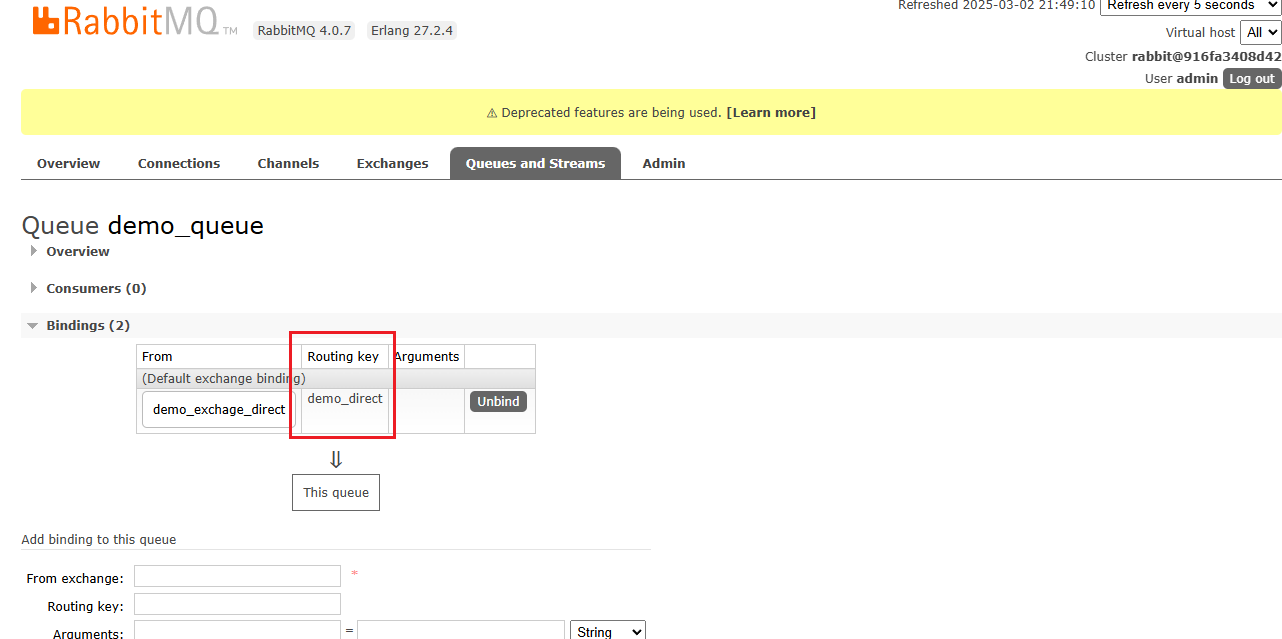 RabbitMQ TM RabbitMQ 4.0.7 Erlang 27.2.4
Refreshed 2025-03-02 21:49:10 Refresh every 5 seconds
Virtual host All
Cluster rabbit@916fa3408d42
User admin Log out
⚠ Deprecated features are being used. [Learn more]
Overview Connections Channels Exchanges Queues and Streams Admin
Queue demo_queue
Overview
Consumers (0)
Bindings (2)
From Routing key Arguments
(Default exchange binding)
demo_exchage_direct demo_direct Unbind
⇓
This queue
Add binding to this queue
From exchange: *
Routing key:
Arguments: = String